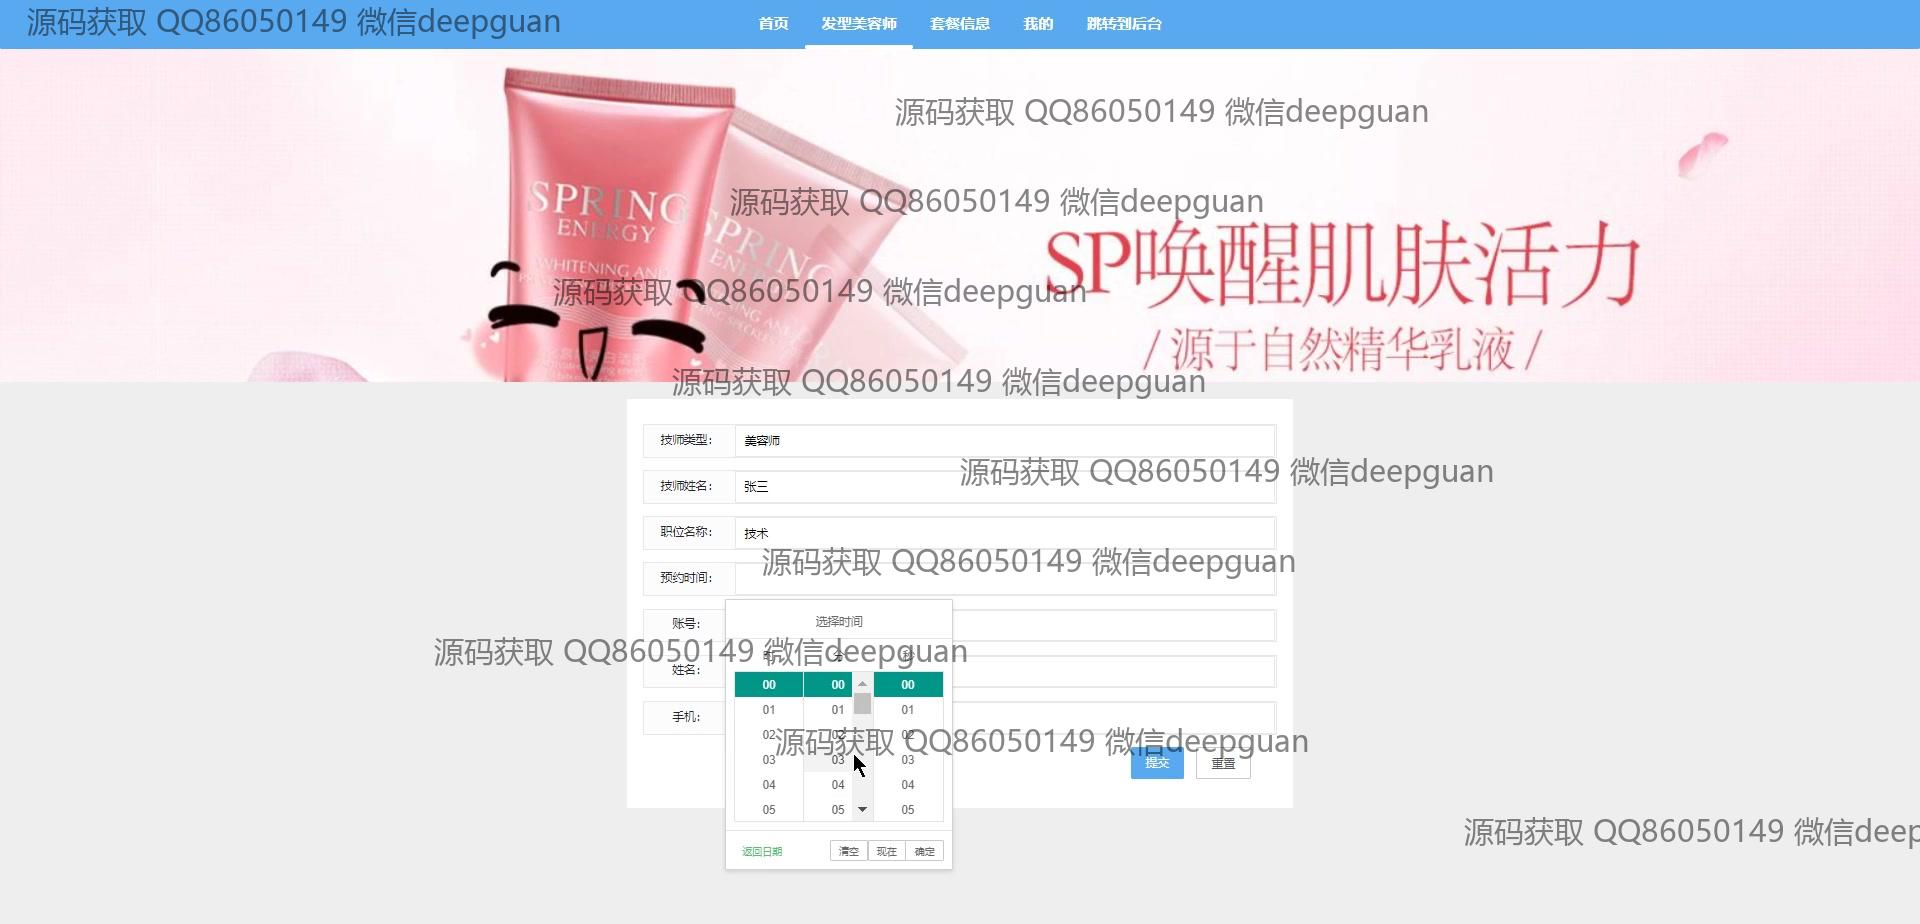 源码获取 QQ86050149 微信deepguan
首页 发型美容师 套餐信息 我的 跳转到后台
源码获取 QQ86050149 微信deepguan
SPRING
ENERGY
WHITENING AND
SPRING
源码获取 QQ86050149 微信deepguan
SP唤醒肌肤活力
源码获取 QQ86050149 微信deepguan
/ 源于自然精华乳液 /
源码获取 QQ86050149 微信deepguan
技师类型: 美容师
源码获取 QQ86050149 微信deepguan
技师姓名: 张三
职位名称: 技术
源码获取 QQ86050149 微信deepguan
预约时间:
账号:
选择时间
源码获取 QQ86050149 微信deepguan
姓名:
手机:
00 00 00
01 01 01
02 02 02
03 03 03
04 04 04
05 05 05
源码获取 QQ86050149 微信deepguan
提交 重置
返回日期 清空 现在 确定
源码获取 QQ86050149 微信deep